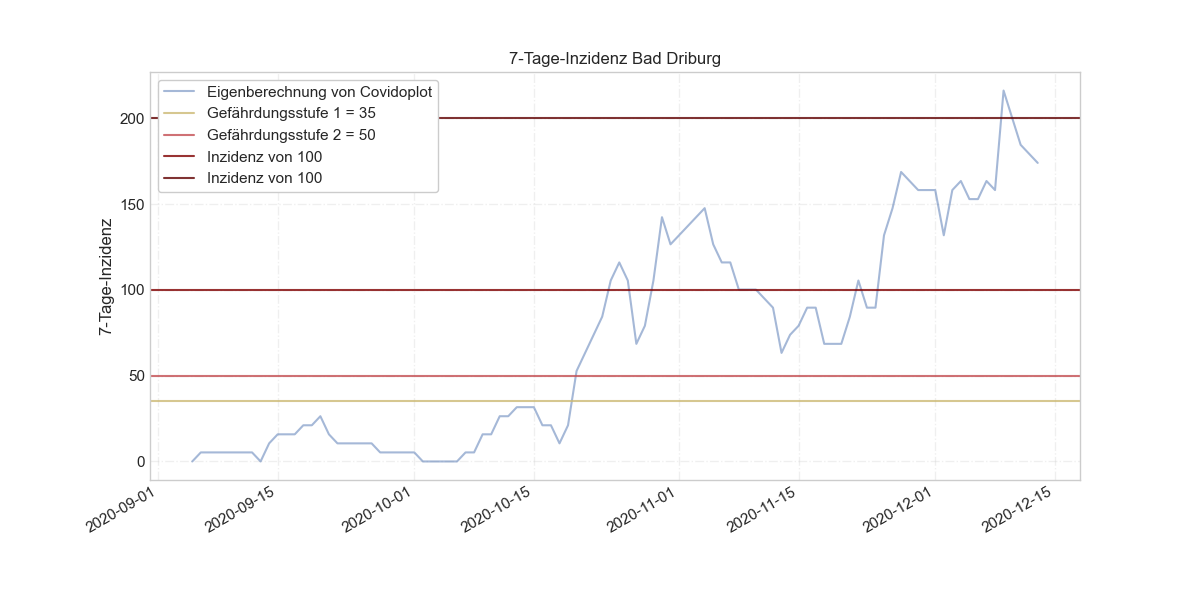 7-Tage-Inzidenz Bad Driburg
Eigenberechnung von Covidoplot
Gefährdungsstufe 1 = 35
Gefährdungsstufe 2 = 50
Inzidenz von 100
Inzidenz von 100
7-Tage-Inzidenz
200
150
100
50
0
2020-09-01
2020-09-15
2020-10-01
2020-10-15
2020-11-01
2020-11-15
2020-12-01
2020-12-15